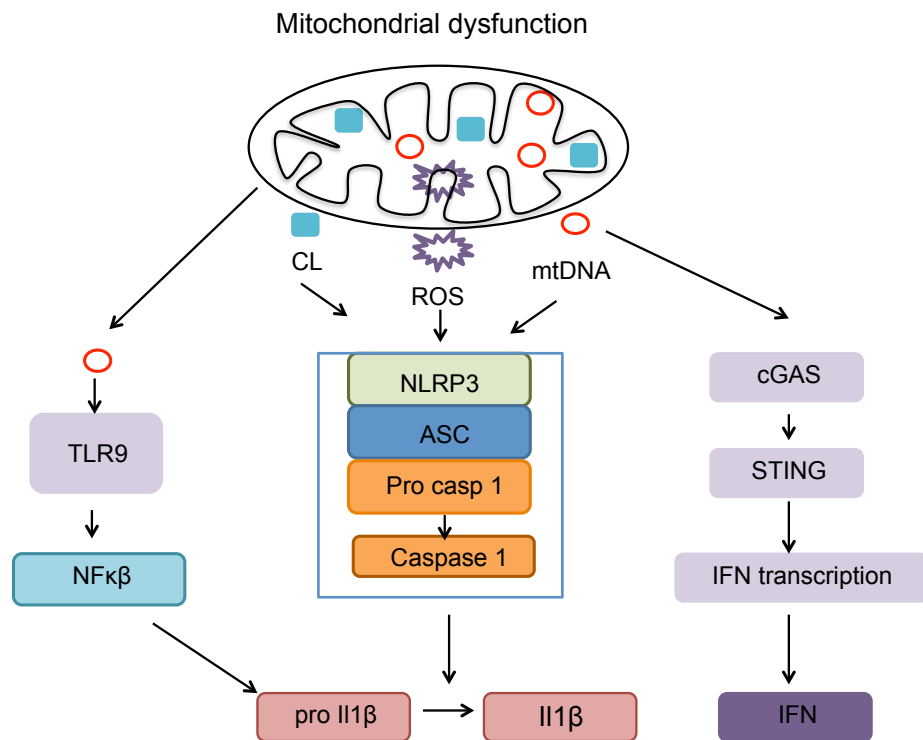 Mitochondrial dysfunction
CL
ROS
mtDNA
NLRP3
ASC
Pro casp 1
Caspase 1
TLR9
NFκβ
cGAS
STING
IFN transcription
pro Il1β
Il1β
IFN